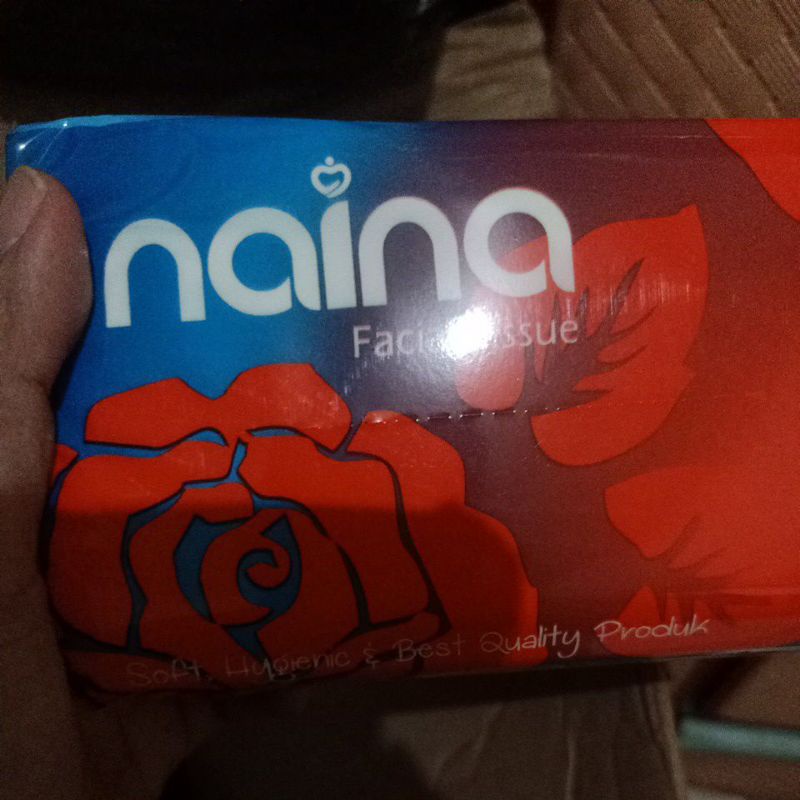 naina
Facial Tissue
Soft, Hygienic & Best Quality Produk